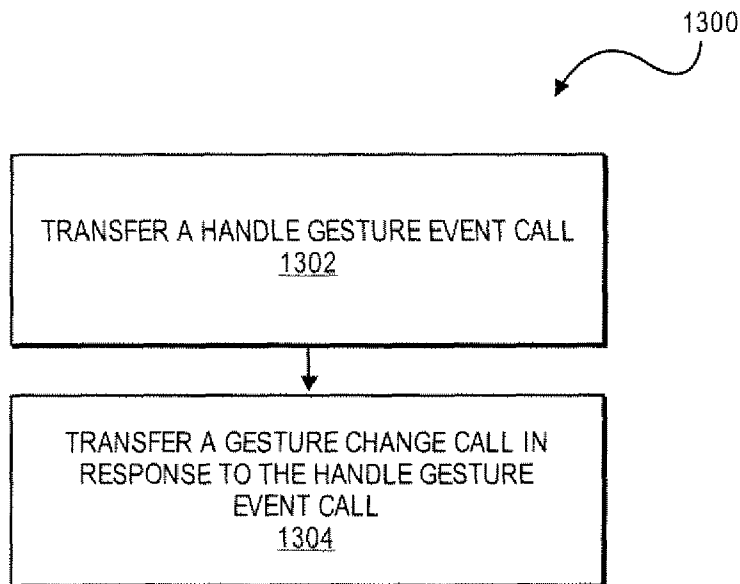 1300
TRANSFER A HANDLE GESTURE EVENT CALL
1302
TRANSFER A GESTURE CHANGE CALL IN
RESPONSE TO THE HANDLE GESTURE
EVENT CALL
1304